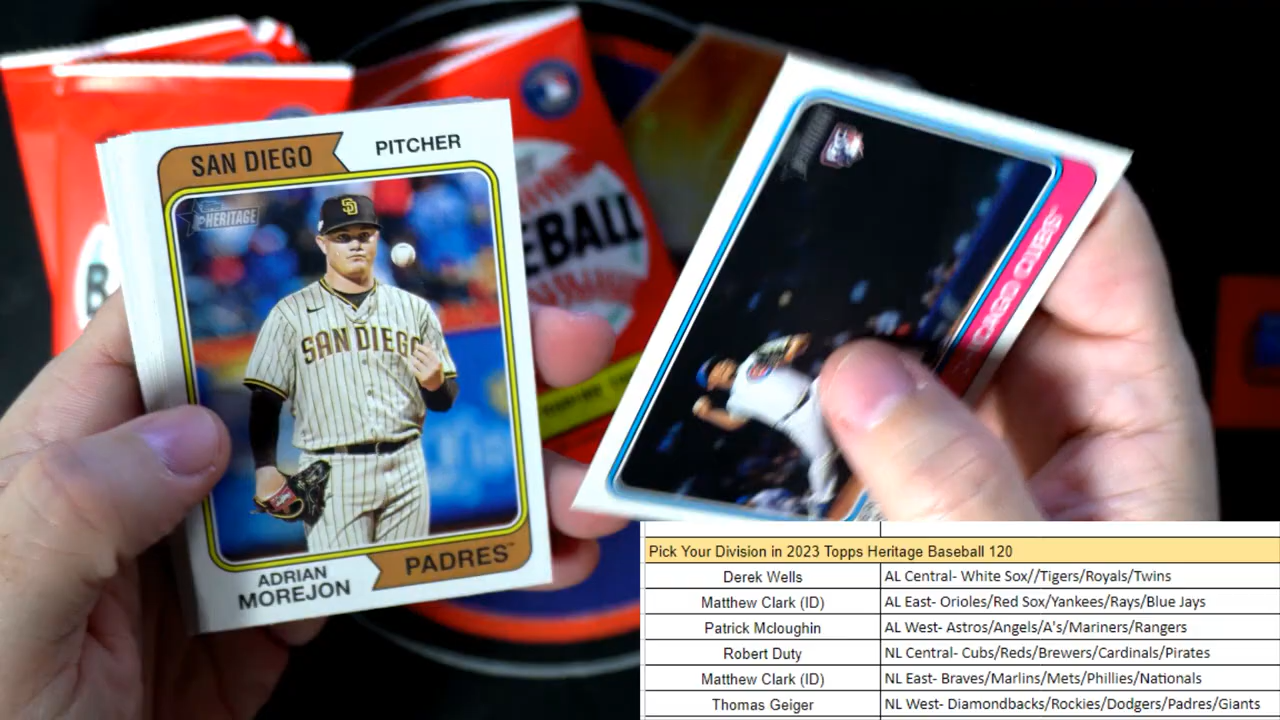 SAN DIEGO
PITCHER
HERITAGE
SD
SAN DIEGO
PADRES
ADRIAN
MOREJON
EBALL
B
CUBS
Pick Your Division in 2023 Topps Heritage Baseball 120
Derek Wells AL Central- White Sox//Tigers/Royals/Twins
Matthew Clark (ID) AL East- Orioles/Red Sox/Yankees/Rays/Blue Jays
Patrick Mcloughin AL West- Astros/Angels/A's/Mariners/Rangers
Robert Duty NL Central- Cubs/Reds/Brewers/Cardinals/Pirates
Matthew Clark (ID) NL East- Braves/Marlins/Mets/Phillies/Nationals
Thomas Geiger NL West- Diamondbacks/Rockies/Dodgers/Padres/Giants